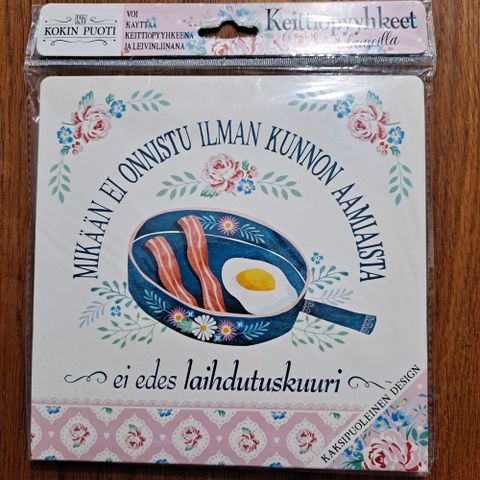 KOKIN PUOTI
VOI
KÄYTTÄÄ
KEITTIÖPYYHKEENÄ
JA LEIVINLIINANA
Keittiöpyyhkeet
MIKÄÄN EI ONNISTU ILMAN KUNNON AAMIAISTA
ei edes laihdutuskuuri
KAKSIPUOLEINEN DESIGN